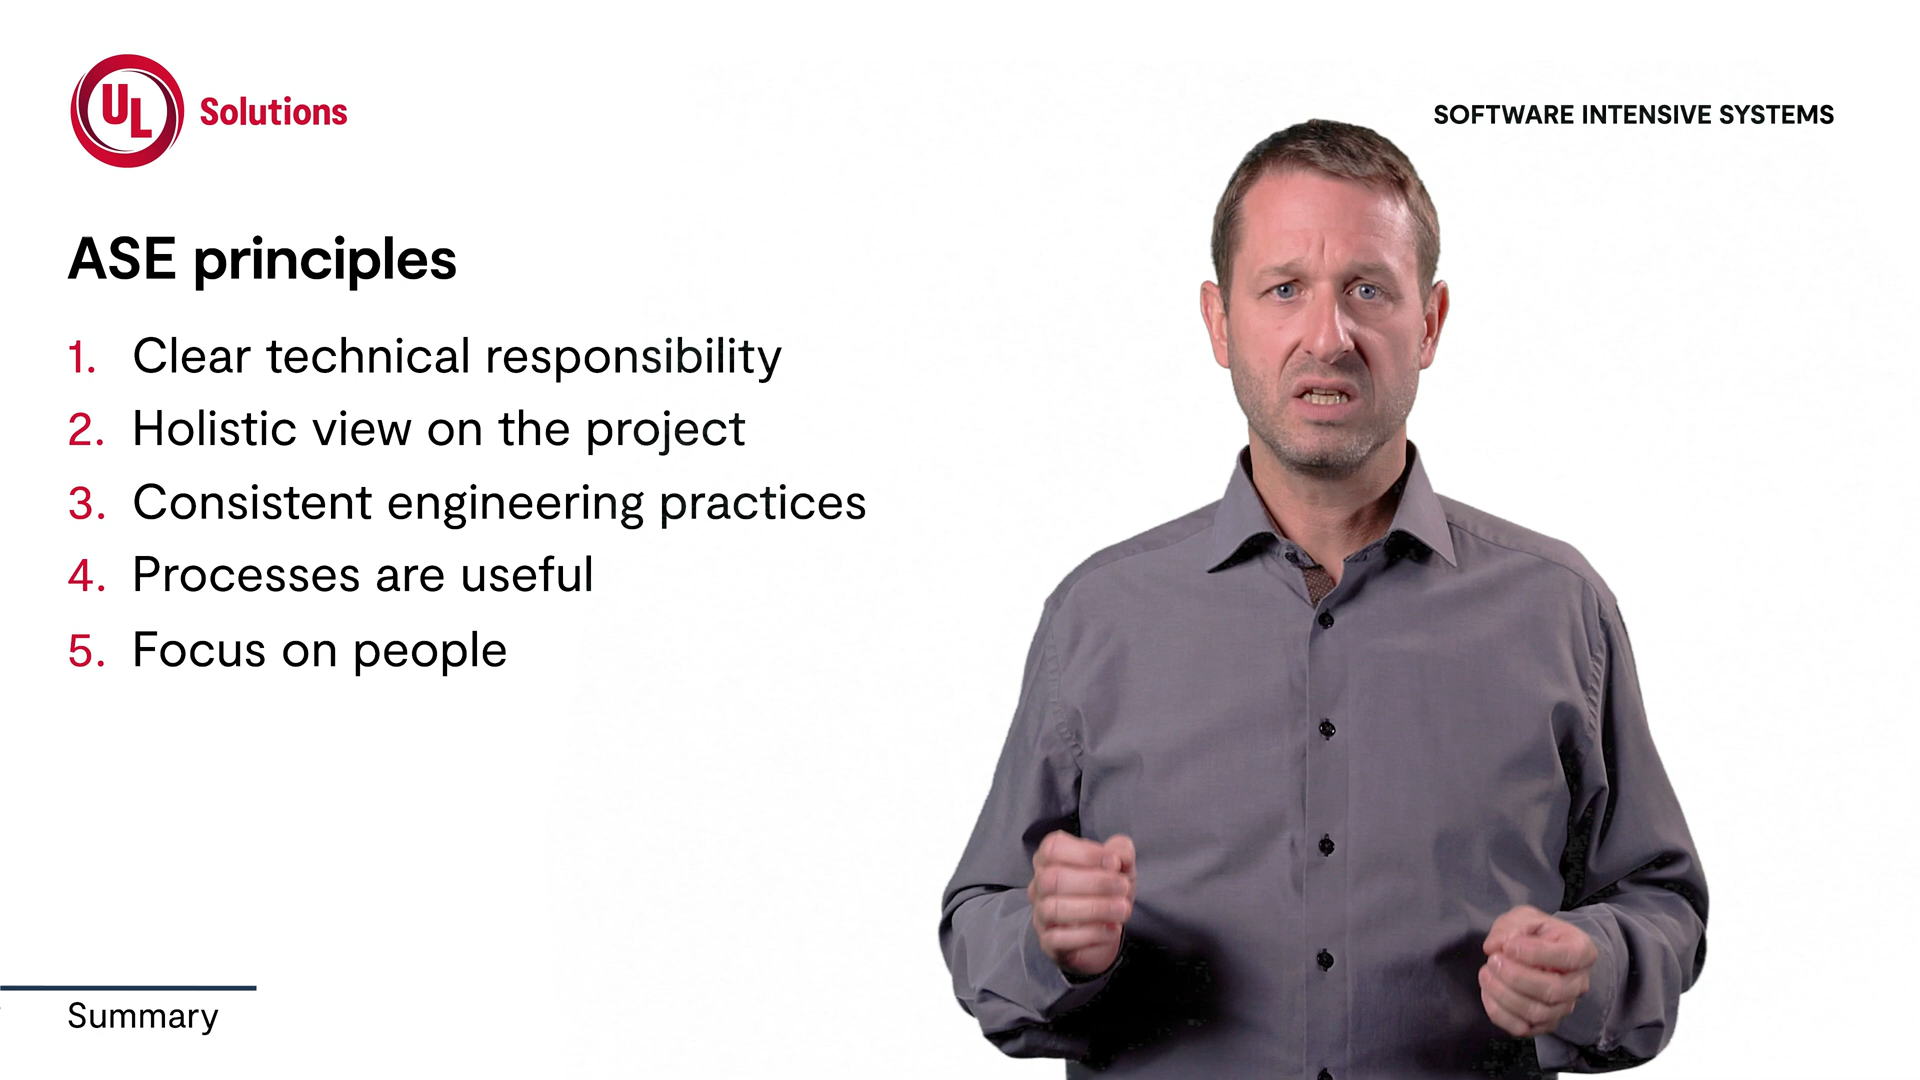 UL Solutions
SOFTWARE INTENSIVE SYSTEMS
ASE principles
1. Clear technical responsibility
2. Holistic view on the project
3. Consistent engineering practices
4. Processes are useful
5. Focus on people
Summary